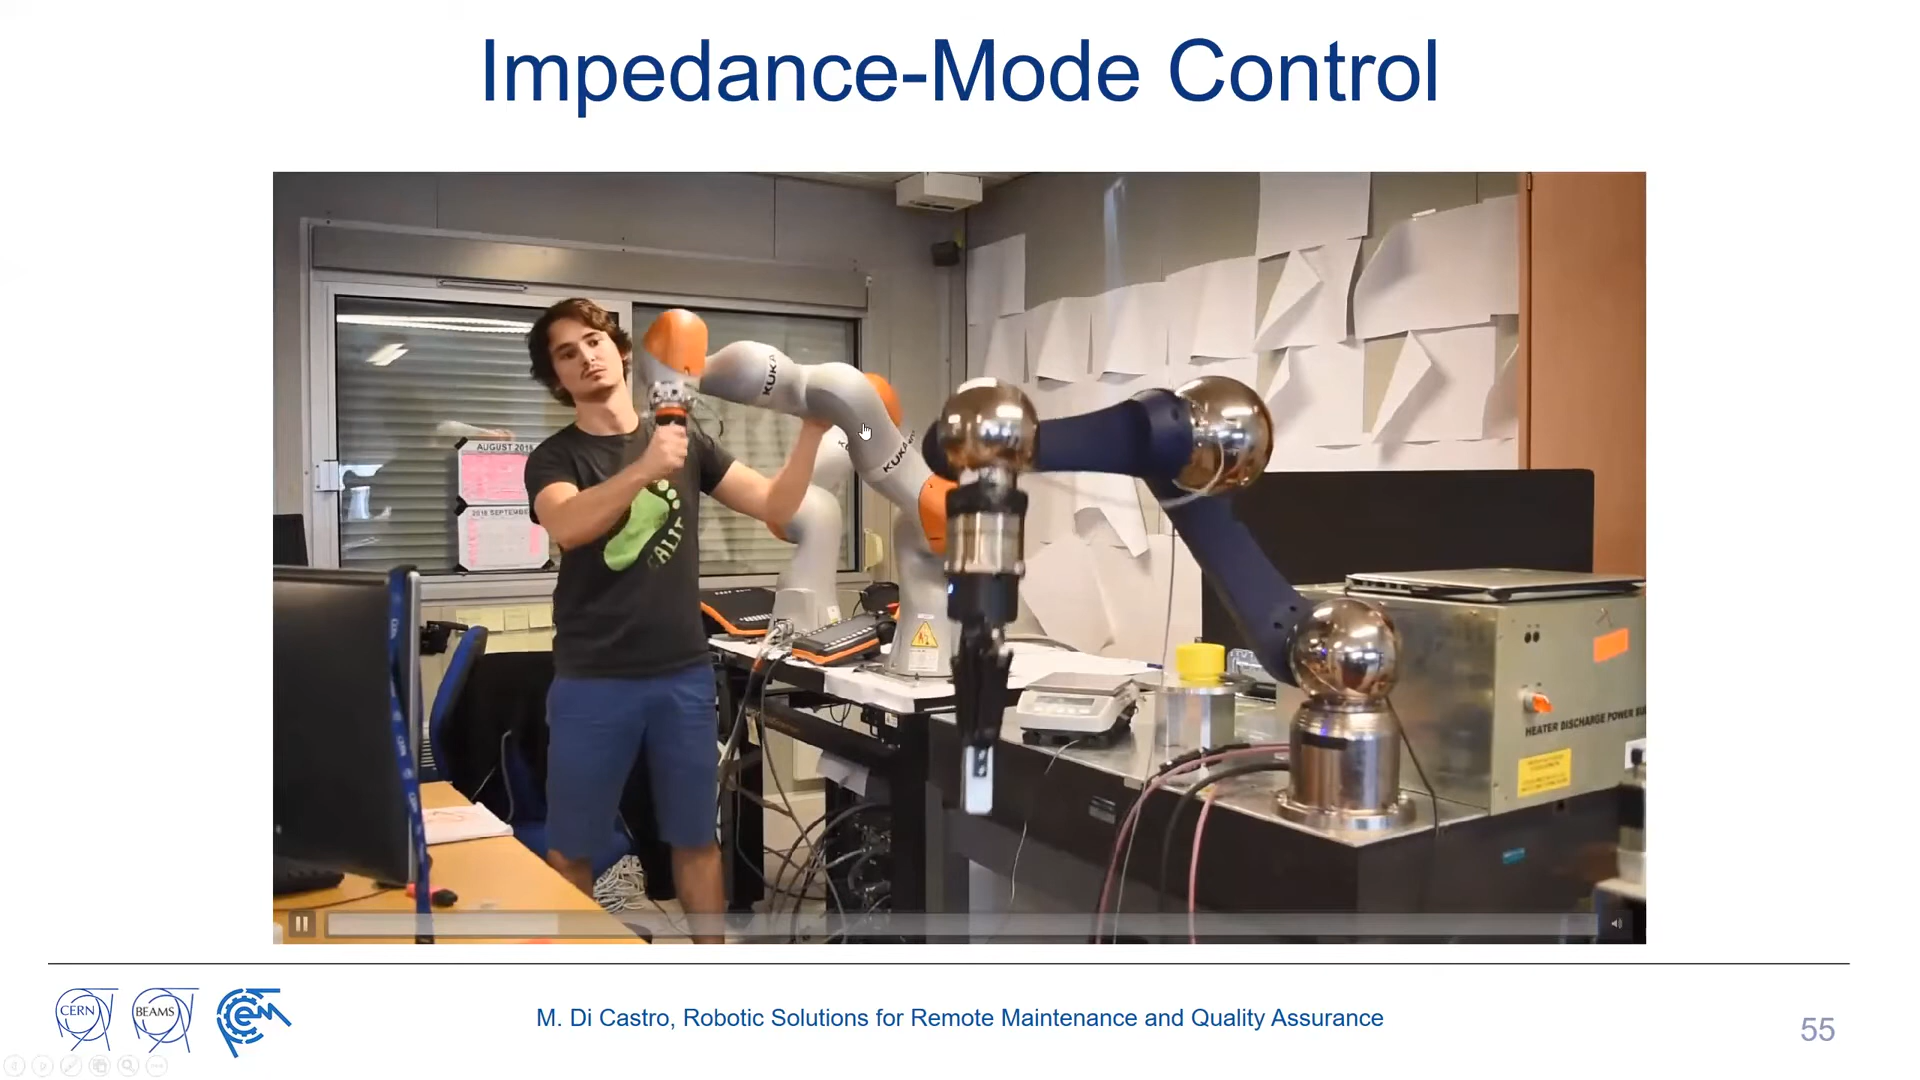 Impedance-Mode Control
KUKA
KUKA
AUGUST 2018
2018 SEPTEMBER
CALIF
HEATER DISCHARGE POWER
CERN
BEAMS
M. Di Castro, Robotic Solutions for Remote Maintenance and Quality Assurance
55